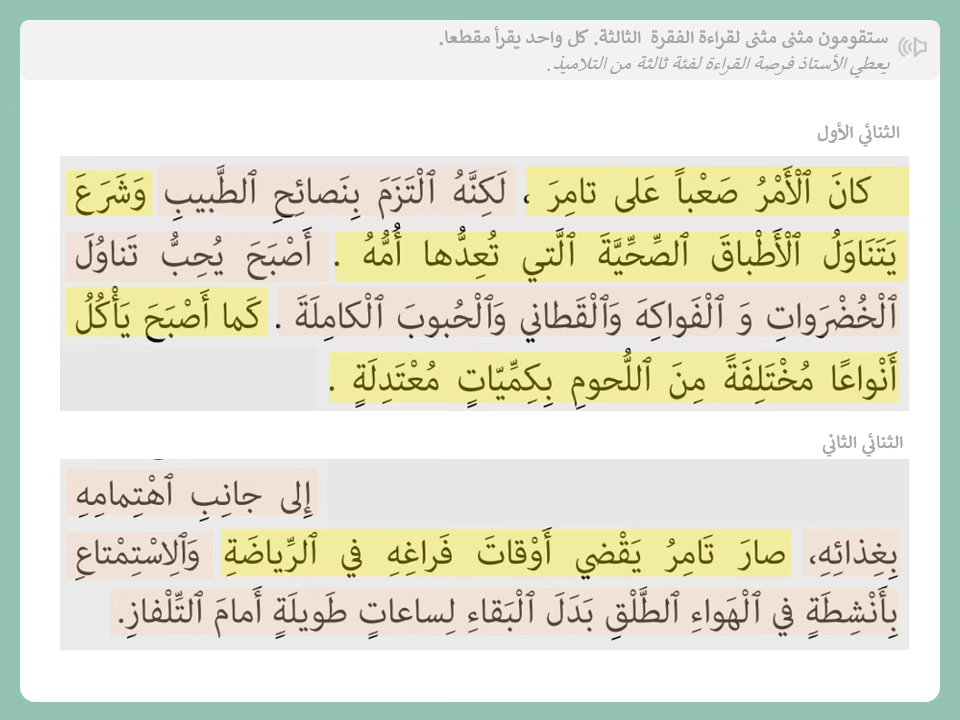 ستقومون مثنى مثنى لقراءة الفقرة الثالثة. كل واحد يقرأ مقطعا.
يعطي الأستاذ فرصة القراءة لفئة ثالثة من التلاميذ.
الثنائي الأول
كانَ ٱلْأَمْرُ صَعْباً عَلى تامِرَ ، لَكِنَّهُ ٱلْتَزَمَ بِنَصائِحِ ٱلطَّبيبِ وَشَرَعَ
يَتَنَاوَلُ ٱلْأَطْباقَ ٱلصِّحِّيَّةَ ٱلَّتي تُعِدُّها أُمُّهُ . أَصْبَحَ يُحِبُّ تَناوُلَ
ٱلْخُضْرَواتِ وَ ٱلْفَواكِهَ وَٱلْقَطاني وَٱلْحُبوبَ ٱلْكامِلَةَ . كَما أَصْبَحَ يَأْكُلُ
أَنْواعًا مُخْتَلِفَةً مِنَ ٱللُّحومِ بِكِمِّيّاتٍ مُعْتَدِلَةٍ .
الثنائي الثاني
إِلى جانِبِ ٱهْتِمامِهِ
بِغِذائِهِ، صارَ تَامِرُ يَقْضي أَوْقاتَ فَراغِهِ في ٱلرِّياضَةِ وَٱلِاسْتِمْتاعِ
بِأَنْشِطَةٍ في ٱلْهَواءِ ٱلطَّلْقِ بَدَلَ ٱلْبَقاءِ لِساعاتٍ طَويلَةٍ أَمامَ ٱلتِّلْفازِ.